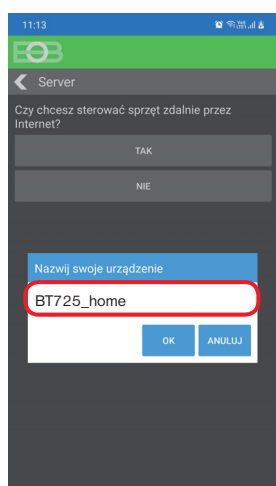 11:13
EOB
Server
Czy chcesz sterować sprzęt zdalnie przez
Internet?
TAK
NIE
Nazwij swoje urządzenie
BT725_home
OK
ANULUJ